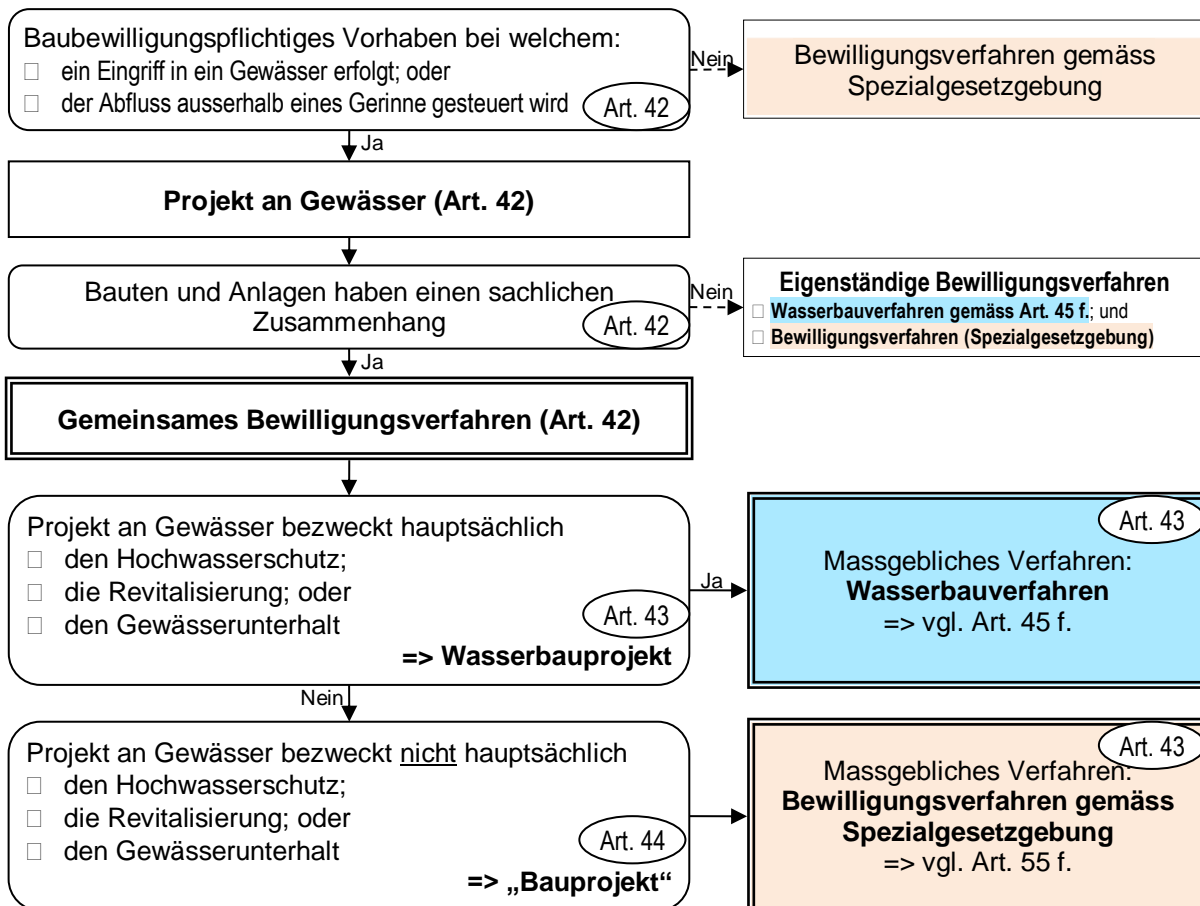 Baubewilligungspflichtiges Vorhaben bei welchem:
□ ein Eingriff in ein Gewässer erfolgt; oder
□ der Abfluss ausserhalb eines Gerinne gesteuert wird
Art. 42
Nein
Bewilligungsverfahren gemäss
Spezialgesetzgebung
Ja
Projekt an Gewässer (Art. 42)
Bauten und Anlagen haben einen sachlichen
Zusammenhang
Art. 42
Nein
Eigenständige Bewilligungsverfahren
□ Wasserbauverfahren gemäss Art. 45 f.; und
□ Bewilligungsverfahren (Spezialgesetzgebung)
Ja
Gemeinsames Bewilligungsverfahren (Art. 42)
Projekt an Gewässer bezweckt hauptsächlich
□ den Hochwasserschutz;
□ die Revitalisierung; oder
□ den Gewässerunterhalt
Art. 43
=> Wasserbauprojekt
Ja
Art. 43
Massgebliches Verfahren:
Wasserbauverfahren
=> vgl. Art. 45 f.
Nein
Projekt an Gewässer bezweckt nicht hauptsächlich
□ den Hochwasserschutz;
□ die Revitalisierung; oder
□ den Gewässerunterhalt
Art. 44
=> „Bauprojekt“
Art. 43
Massgebliches Verfahren:
Bewilligungsverfahren gemäss
Spezialgesetzgebung
=> vgl. Art. 55 f.